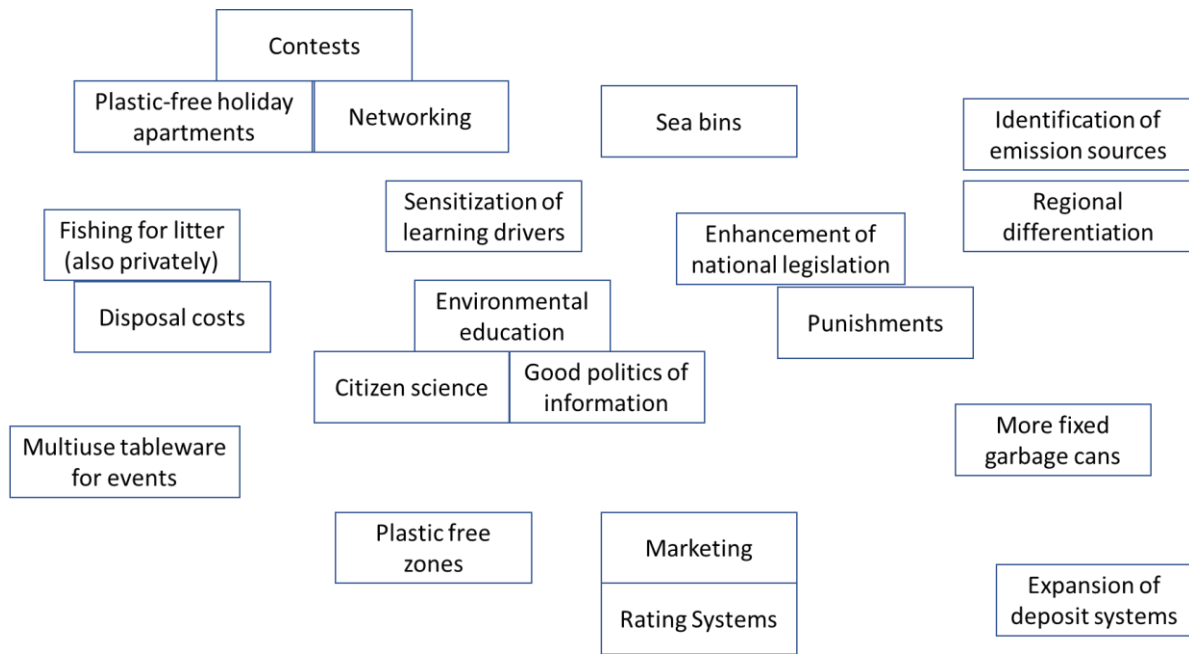 Contests
Plastic-free holiday
apartments
Networking
Sea bins
Identification of
emission sources
Sensitization of
learning drivers
Regional
differentiation
Fishing for litter
(also privately)
Enhancement of
national legislation
Disposal costs
Environmental
education
Punishments
Citizen science
Good politics of
information
Multiuse tableware
for events
More fixed
garbage cans
Plastic free
zones
Marketing
Rating Systems
Expansion of
deposit systems